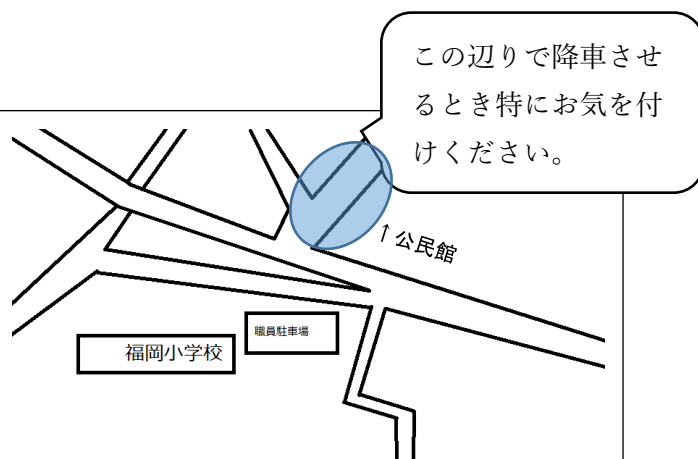 この辺りで降車させ
るとき特にお気を付
けください。
↑公民館
職員駐車場
福岡小学校